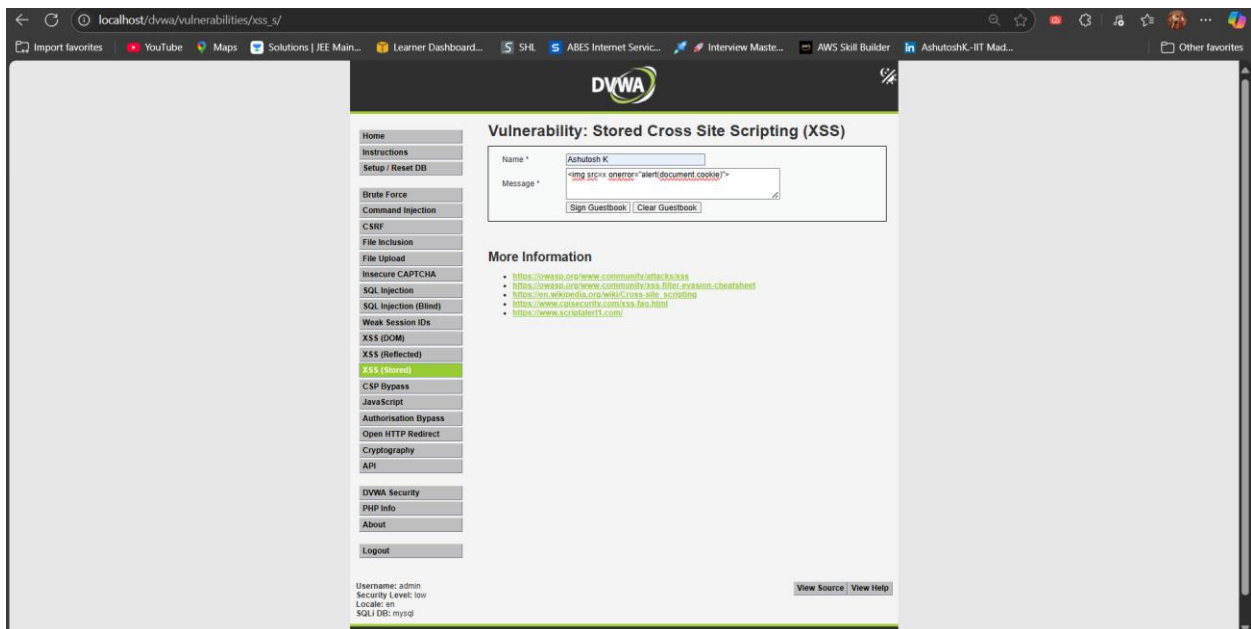 localhost/dvwa/vulnerabilities/xss_s/
Import favorites YouTube Maps Solutions | JEE Main... Learner Dashboard... SHL ABES Internet Servic... Interview Maste... AWS Skill Builder AshutoshK.-IIT Mad... Other favorites
DVWA
Vulnerability: Stored Cross Site Scripting (XSS)
Home
Instructions
Setup / Reset DB
Brute Force
Command Injection
CSRF
File Inclusion
File Upload
Insecure CAPTCHA
SQL Injection
SQL Injection (Blind)
Weak Session IDs
XSS (DOM)
XSS (Reflected)
XSS (Stored)
CSP Bypass
JavaScript
Authorisation Bypass
Open HTTP Redirect
Cryptography
API
DVWA Security
PHP Info
About
Logout
Name * Ashutosh K
Message * <img src=x onerror="alert(document.cookie)">
Sign Guestbook Clear Guestbook
More Information
https://owasp.org/www-community/attacks/xss
https://owasp.org/www-community/xss-filter-evasion-cheatsheet
https://en.wikipedia.org/wiki/Cross-site_scripting
https://www.cgisecurity.com/xss-faq.html
https://www.scriptalert1.com/
Username: admin
Security Level: low
Locale: en
SQLi DB: mysql
View Source View Help